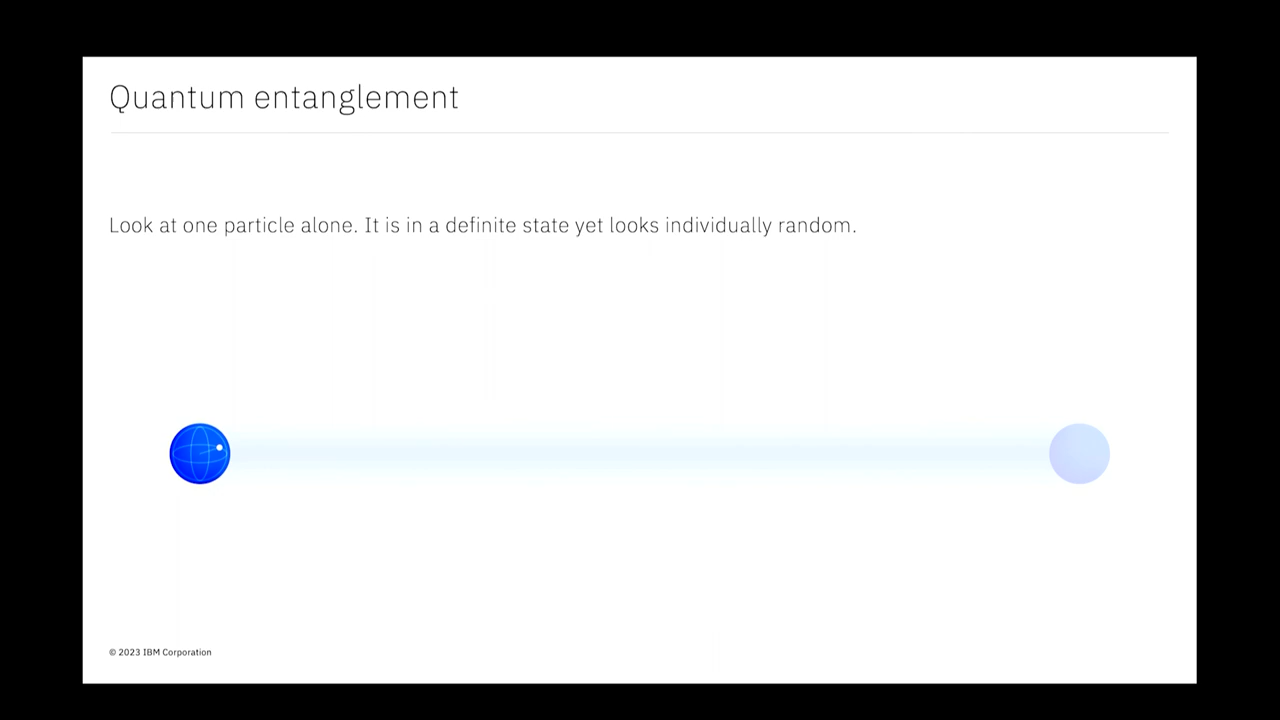 Quantum entanglement
Look at one particle alone. It is in a definite state yet looks individually random.
© 2023 IBM Corporation